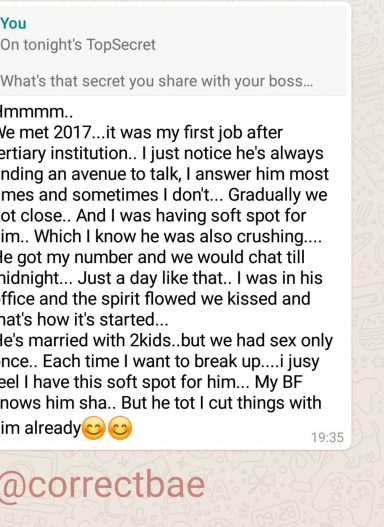 You
On tonight's TopSecret
What's that secret you share with your boss…
Hmmmm..
We met 2017...it was my first job after
tertiary institution.. I just notice he's always
finding an avenue to talk, I answer him most
times and sometimes I don't... Gradually we
got close.. And I was having soft spot for
him.. Which I know he was also crushing....
He got my number and we would chat till
midnight... Just a day like that.. I was in his
office and the spirit flowed we kissed and
that's how it's started...
He's married with 2kids..but we had sex only
once.. Each time I want to break up....i jusy
feel I have this soft spot for him... My BF
knows him sha.. But he tot I cut things with
him already😊😊
19:35
@correctbae